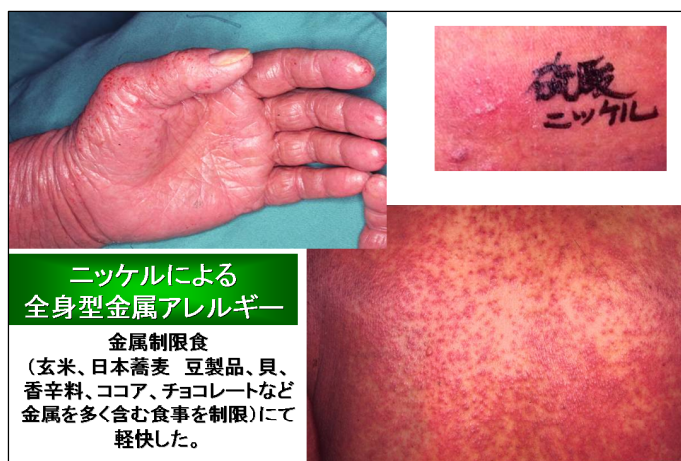 硫酸
ニッケル
ニッケルによる
全身型金属アレルギー
金属制限食
（玄米、日本蕎麦　豆製品、貝、
香辛料、ココア、チョコレートなど
金属を多く含む食事を制限）にて
軽快した。